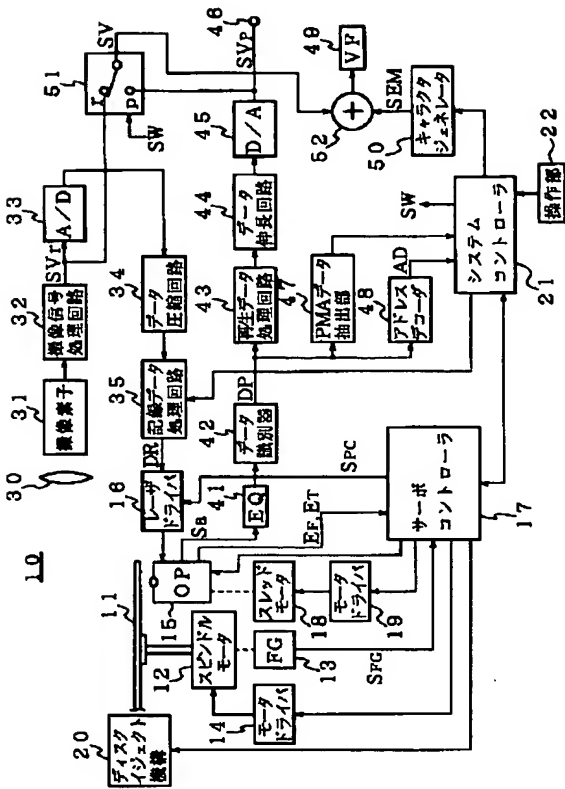 10
30
31
撮像素子
32
撮像信号
処理回路
SVr
33
A/D
51
r
p
SW
SV
34
データ
圧縮回路
35
記録データ
処理回路
DR
16
レーザ
ドライバ
15
OP
Sa
41
EQ
42
データ
識別器
DP
43
再生データ
処理回路
44
データ
伸長回路
45
D/A
SVp
46
47
PMAデータ
抽出部
48
アドレス
デコーダ
AD
49
VF
52
+
SEM
50
キャラクタ
ジェネレータ
SW
システム
コントローラ
21
22
操作部
SPC
EF,ET
サーボ
コントローラ
17
11
12
スピンドル
モータ
FG
13
SFG
14
モータ
ドライバ
スレッド
モータ
18
モータ
ドライバ
19
20
ディスク
イジェクト
機構